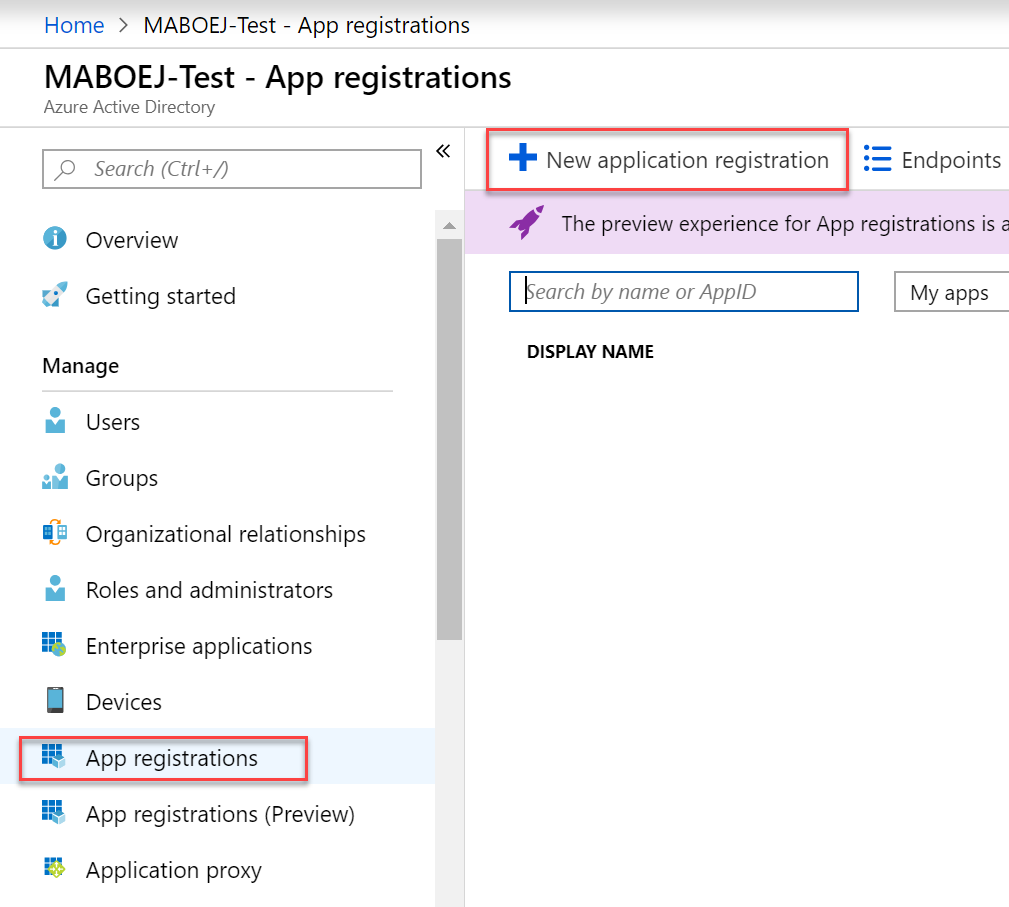 Home > MABOEJ-Test - App registrations
MABOEJ-Test - App registrations
Azure Active Directory
Search (Ctrl+/)
Overview
Getting started
Manage
Users
Groups
Organizational relationships
Roles and administrators
Enterprise applications
Devices
App registrations
App registrations (Preview)
Application proxy
New application registration
Endpoints
The preview experience for App registrations is a
Search by name or AppID
My apps
DISPLAY NAME